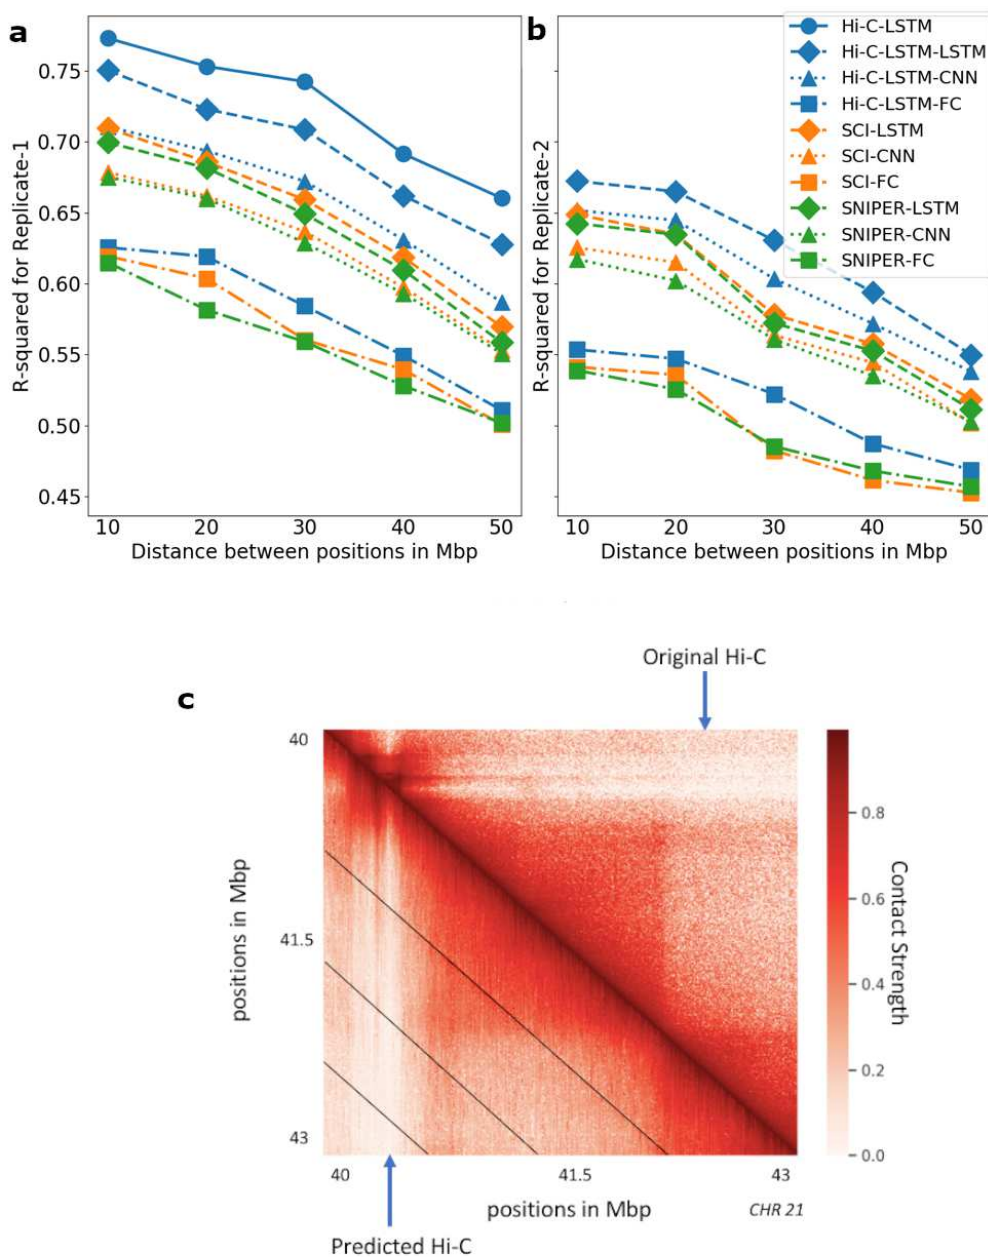 a
R-squared for Replicate-1
0.75
0.70
0.65
0.60
0.55
0.50
0.45
10 20 30 40 50
Distance between positions in Mbp
b
R-squared for Replicate-2
10 20 30 40 50
Distance between positions in Mbp
Hi-C-LSTM
Hi-C-LSTM-LSTM
Hi-C-LSTM-CNN
Hi-C-LSTM-FC
SCI-LSTM
SCI-CNN
SCI-FC
SNIPER-LSTM
SNIPER-CNN
SNIPER-FC
c
Original Hi-C
positions in Mbp
40
41.5
43
40 41.5 43
positions in Mbp
CHR 21
Predicted Hi-C
0.8
0.6
0.4
0.2
0.0
Contact Strength